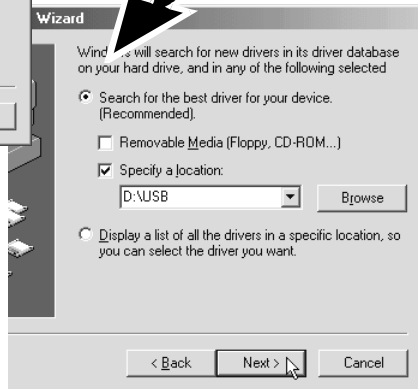 Wizard
will search for new drivers in its driver database
on your hard drive, and in any of the following selected
Search for the best driver for your device.
(Recommended).
Removable Media (Floppy, CD-ROM...)
Specify a location:
D:\USB
Browse
Display a list of all the drivers in a specific location, so
you can select the driver you want.
< Back
Next >
Cancel